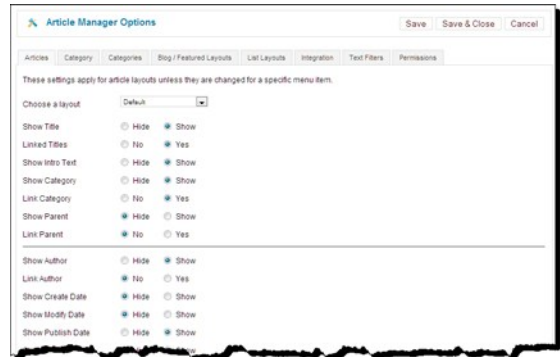 Article Manager Options
Save Save & Close Cancel
Articles Category Categories Blog / Featured Layouts List Layouts Integration Text Filters Permissions
These settings apply for article layouts unless they are changed for a specific menu item.
Choose a layout Default
Show Title Hide Show
Linked Titles No Yes
Show Intro Text Hide Show
Show Category Hide Show
Link Category No Yes
Show Parent Hide Show
Link Parent No Yes
Show Author Hide Show
Link Author No Yes
Show Create Date Hide Show
Show Modify Date Hide Show
Show Publish Date Hide Show